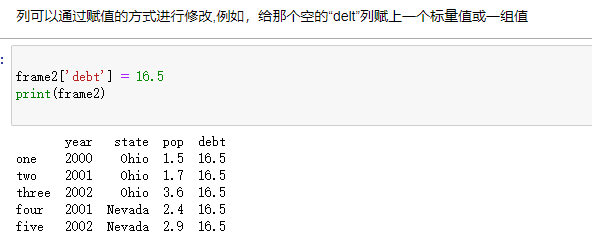 列可以通过赋值的方式进行修改,例如，给那个空的“delt”列赋上一个标量值或一组值
:
frame2['debt'] = 16.5
print(frame2)
year state pop debt
one 2000 Ohio 1.5 16.5
two 2001 Ohio 1.7 16.5
three 2002 Ohio 3.6 16.5
four 2001 Nevada 2.4 16.5
five 2002 Nevada 2.9 16.5